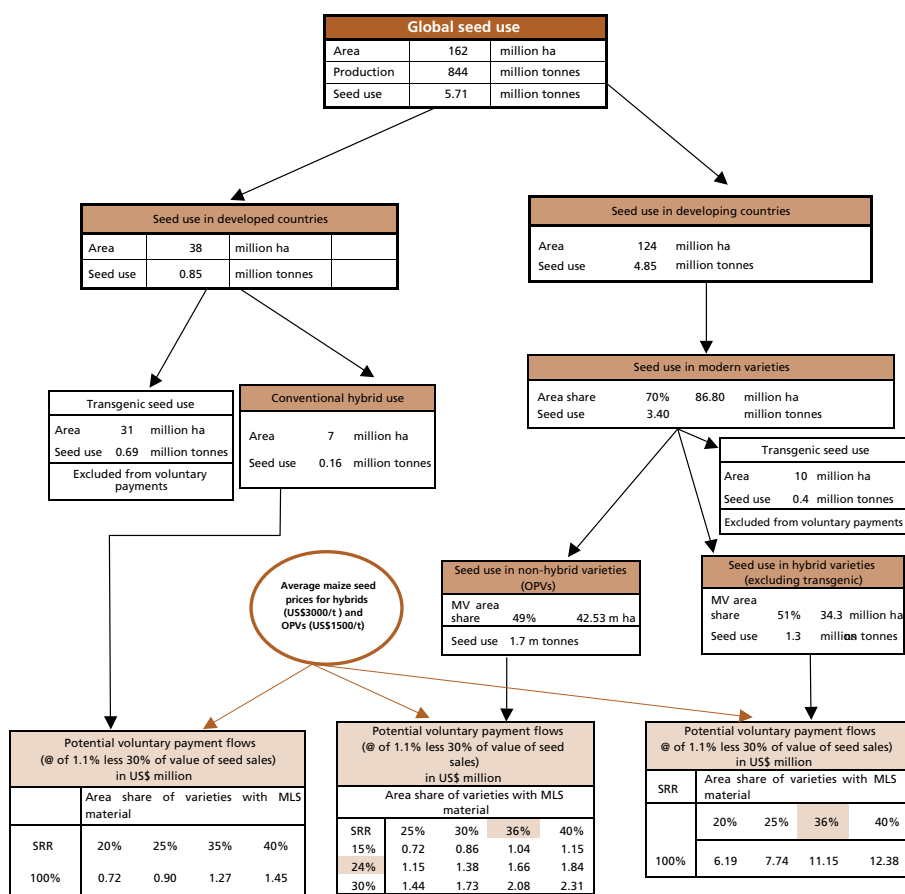 Global seed use
Area 162 million ha
Production 844 million tonnes
Seed use 5.71 million tonnes
Seed use in developed countries
Area 38 million ha
Seed use 0.85 million tonnes
Seed use in developing countries
Area 124 million ha
Seed use 4.85 million tonnes
Seed use in modern varieties
Area share 70% 86.80 million ha
Seed use 3.40 million tonnes
Transgenic seed use
Area 31 million ha
Seed use 0.69 million tonnes
Excluded from voluntary
payments
Conventional hybrid use
Area 7 million ha
Seed use 0.16 million tonnes
Transgenic seed use
Area 10 million ha
Seed use 0.4 million tonnes
Excluded from voluntary payments
Average maize seed
prices for hybrids
(US$3000/t ) and
OPVs (US$1500/t)
Seed use in non-hybrid varieties
(OPVs)
MV area
share 49% 42.53 m ha
Seed use 1.7 m tonnes
Seed use in hybrid varieties
(excluding transgenic)
MV area
share 51% 34.3 million ha
Seed use 1.3 tonnes
Potential voluntary payment flows
(@ of 1.1% less 30% of value of seed sales)
in US$ million
Area share of varieties with MLS
material
SRR 20% 25% 35% 40%
100% 0.72 0.90 1.27 1.45
Potential voluntary payment flows
(@ of 1.1% less 30% of value of seed
sales)
in US$ million
Area share of varieties with MLS
material
SRR 25% 30% 36% 40%
15% 0.72 0.86 1.04 1.15
24% 1.15 1.38 1.66 1.84
30% 1.44 1.73 2.08 2.31
Potential voluntary payment flows
@ of 1.1% less 30% of value of seed sales)
in US$ million
SRR Area share of varieties with MLS
material
20% 25% 36% 40%
100% 6.19 7.74 11.15 12.38